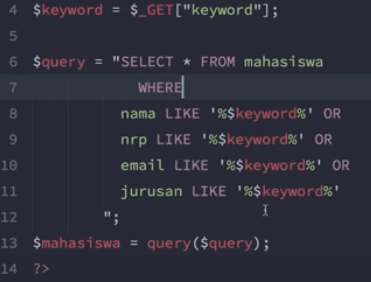 4 $keyword = $_GET["keyword"];
5
6 $query = "SELECT * FROM mahasiswa
7 WHERE
8 nama LIKE '%$keyword%' OR
9 nrp LIKE '%$keyword%' OR
10 email LIKE '%$keyword%' OR
11 jurusan LIKE '%$keyword%'
12 ";
13 $mahasiswa = query($query);
14 ?>